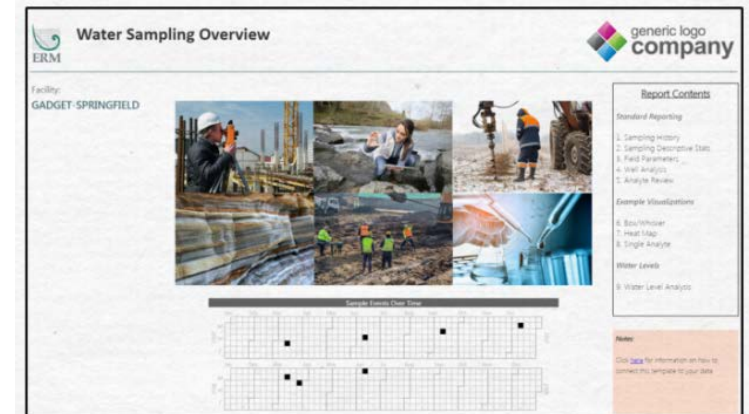 Water Sampling Overview
ERM
generic logo
company
Facility:
GADGET-SPRINGFIELD
Report Contents
Standard Reporting
1. Sampling History
2. Sampling Descriptive Stats
3. Field Parameters
4. Well Analysis
5. Analyte Review
Example Visualizations
6. Box/Whisker
7. Heat Map
8. Single Analyte
Water Levels
9. Water Level Analysis
Sample Events Over Time
Notes:
Click here for information on how to
connect this template to your data